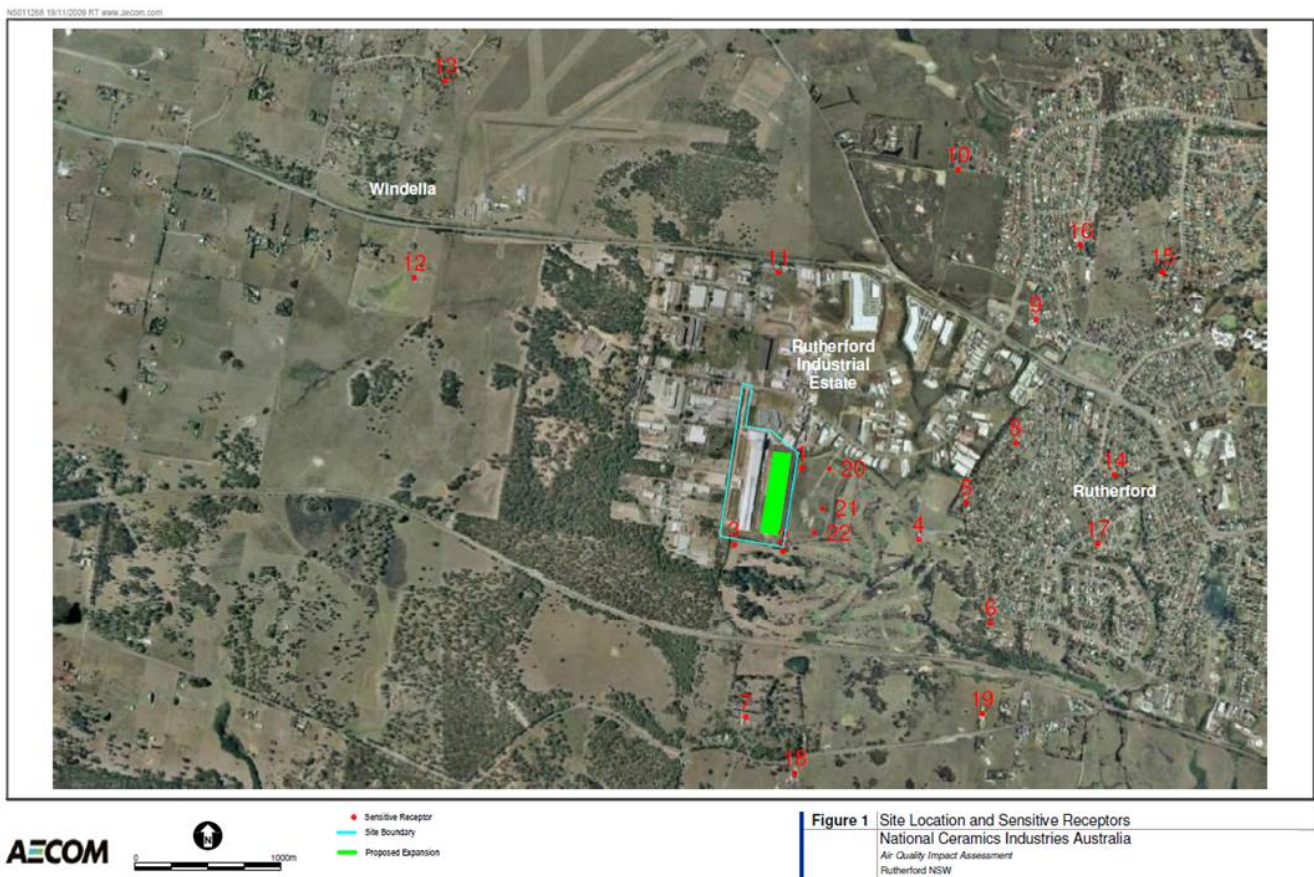 NS011268 19/11/2009 RT www.aecom.com
13
10
Windella
16
12
11
15
9
Rutherford
Industrial
Estate
8
1
20
14
Rutherford
5
21
22
4
3
17
6
7
19
18
AECOM
N
0
1000m
Sensitive Receptor
Site Boundary
Proposed Expansion
Figure 1
Site Location and Sensitive Receptors
National Ceramics Industries Australia
Air Quality Impact Assessment
Rutherford NSW